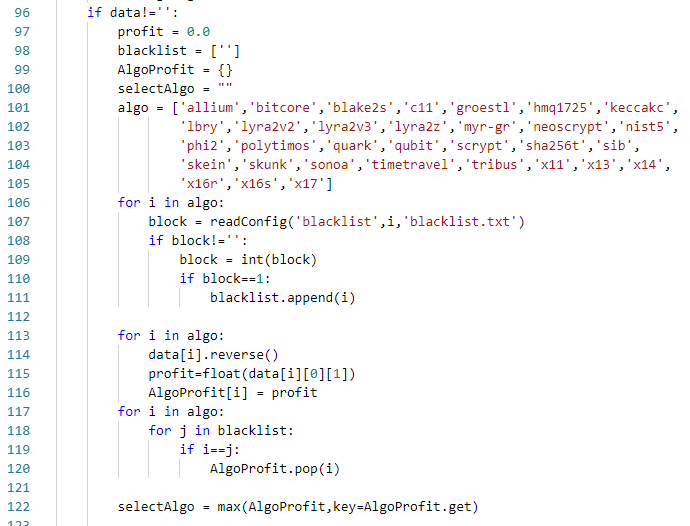 96 if data!='':
97 profit = 0.0
98 blacklist = ['']
99 AlgoProfit = {}
100 selectAlgo = ""
101 algo = ['allium','bitcore','blake2s','c11','groestl','hmq1725','keccakc',
102 'lbry','lyra2v2','lyra2v3','lyra2z','myr-gr','neoscrypt','nist5',
103 'phi2','polytimos','quark','qubit','scrypt','sha256t','sib',
104 'skein','skunk','sonoa','timetravel','tribus','x11','x13','x14',
105 'x16r','x16s','x17']
106 for i in algo:
107 block = readConfig('blacklist',i,'blacklist.txt')
108 if block!='':
109 block = int(block)
110 if block==1:
111 blacklist.append(i)
112
113 for i in algo:
114 data[i].reverse()
115 profit=float(data[i][0][1])
116 AlgoProfit[i] = profit
117 for i in algo:
118 for j in blacklist:
119 if i==j:
120 AlgoProfit.pop(i)
121
122 selectAlgo = max(AlgoProfit,key=AlgoProfit.get)
123